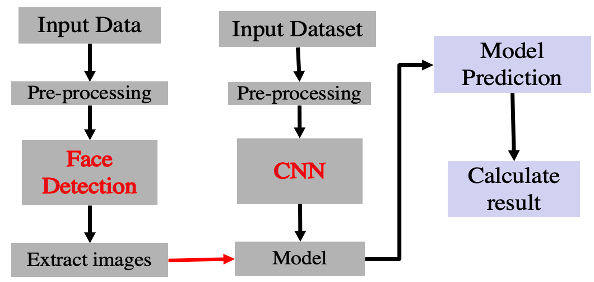 Input Data
Pre-processing
Face
Detection
Extract images
Input Dataset
Pre-processing
CNN
Model
Model
Prediction
Calculate
result